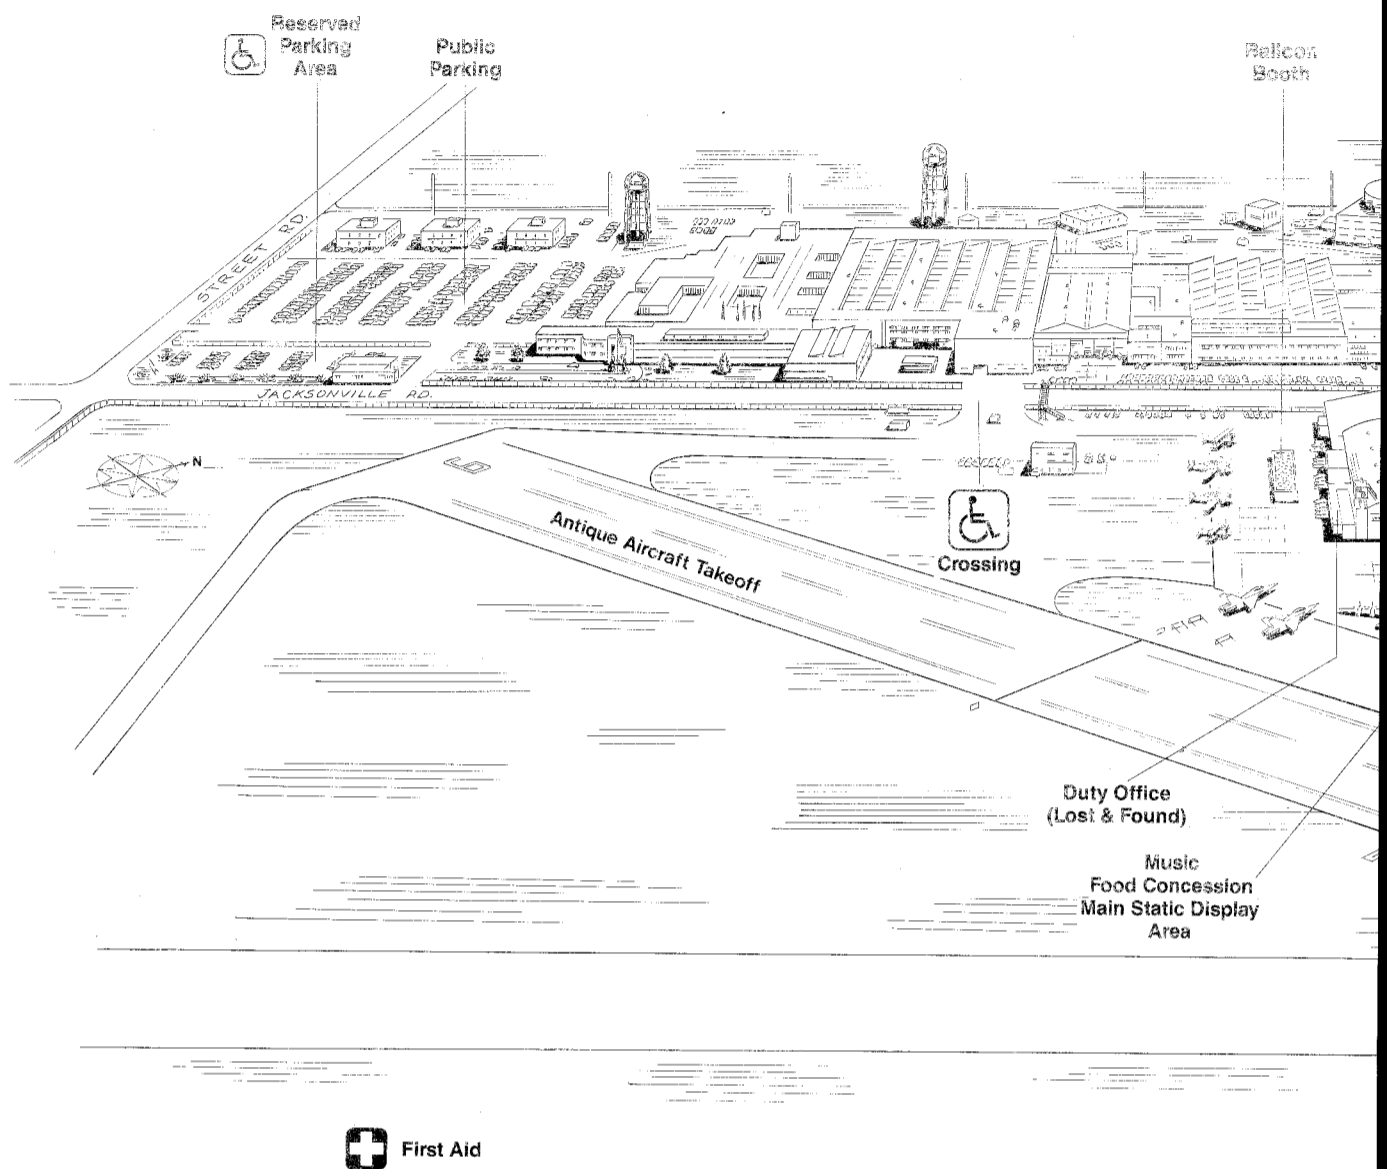 Reserved
Parking
Area
Public
Parking
Balloon
Booth
STREET RD.
JACKSONVILLE RD.
N
Antique Aircraft Takeoff
Crossing
Duty Office
(Lost & Found)
Music
Food Concession
Main Static Display
Area
First Aid